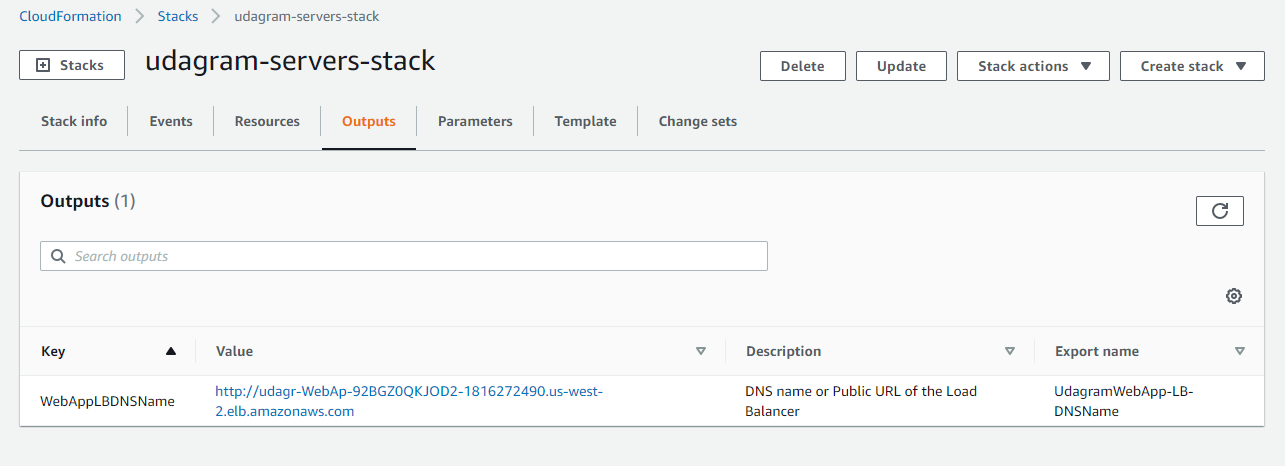 CloudFormation Stacks udagram-servers-stack
Stacks udagram-servers-stack Delete Update Stack actions Create stack
Stack info Events Resources Outputs Parameters Template Change sets
Outputs (1)
Search outputs
Key Value Description Export name
WebAppLBDNSName http://udagr-WebAp-92BGZ0QKJOD2-1816272490.us-west- DNS name or Public URL of the Load UdagramWebApp-LB-
2.elb.amazonaws.com Balancer DNSName